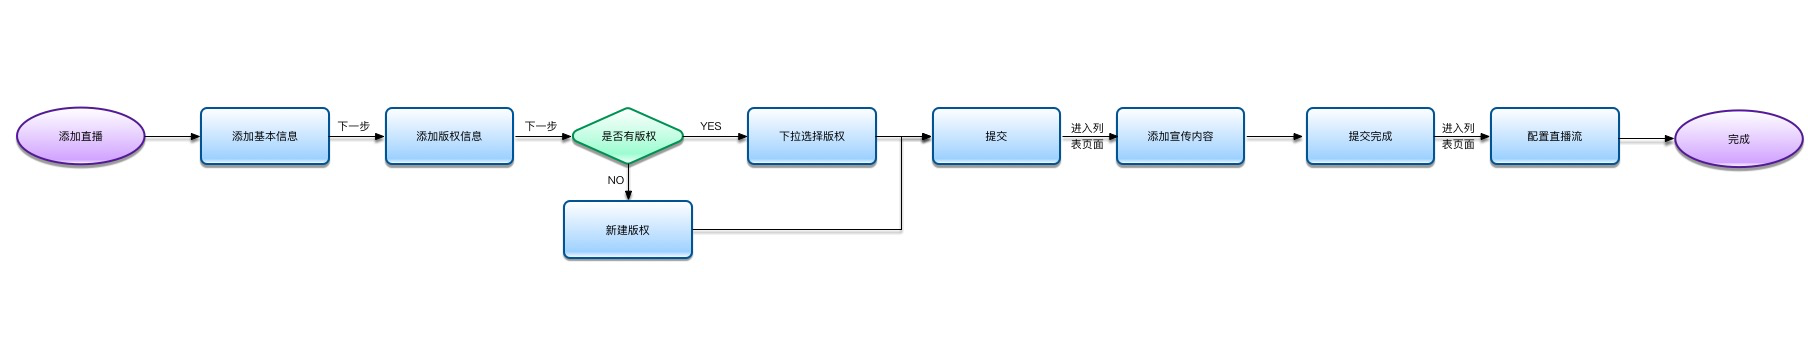 添加直播
添加基本信息
下一步
添加版权信息
下一步
是否有版权
YES
下拉选择版权
提交
进入列
表页面
添加宣传内容
提交完成
进入列
表页面
配置直播流
完成
NO
新建版权